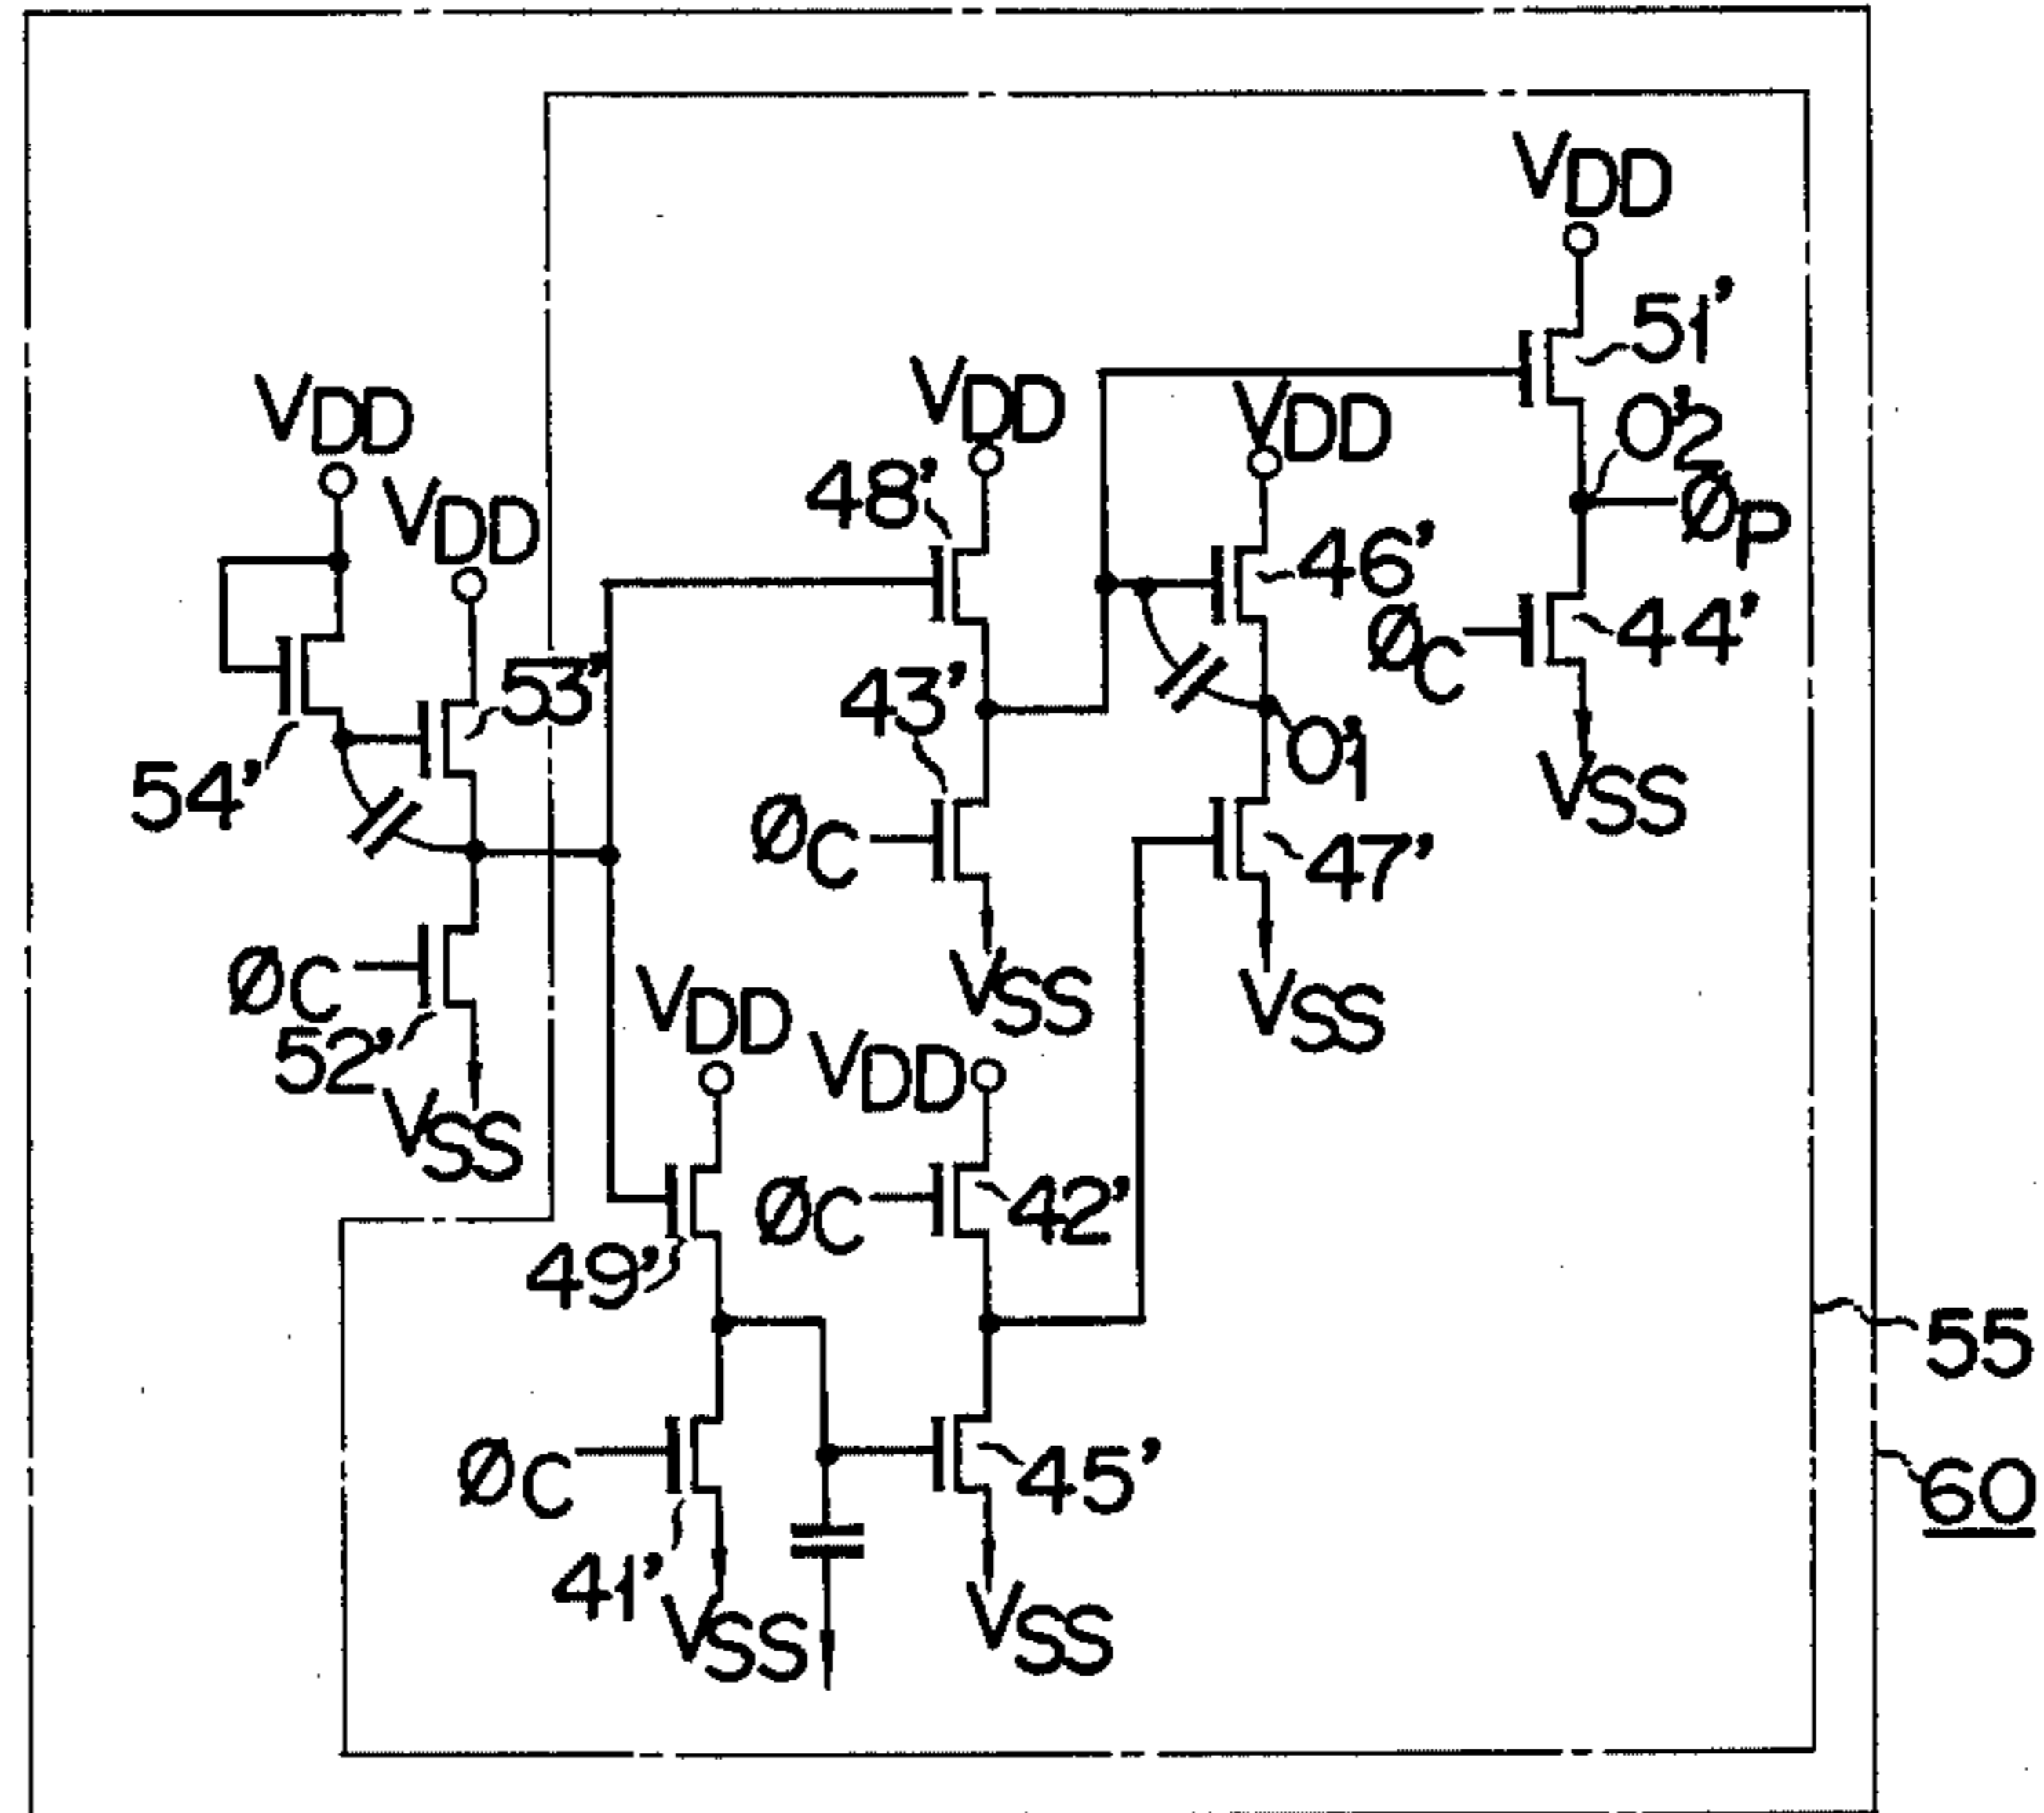 VDD
51'
VDD
VDD
VDD
O'2
VDD
48'
ØP
46'
ØC
44'
53'
43'
O'1
54'
ØC
47'
VSS
ØC
52'
VSS
VSS
VSS
VDD
VDD
49'
ØC
42'
55
ØC
45'
60
41'
VSS
VSS